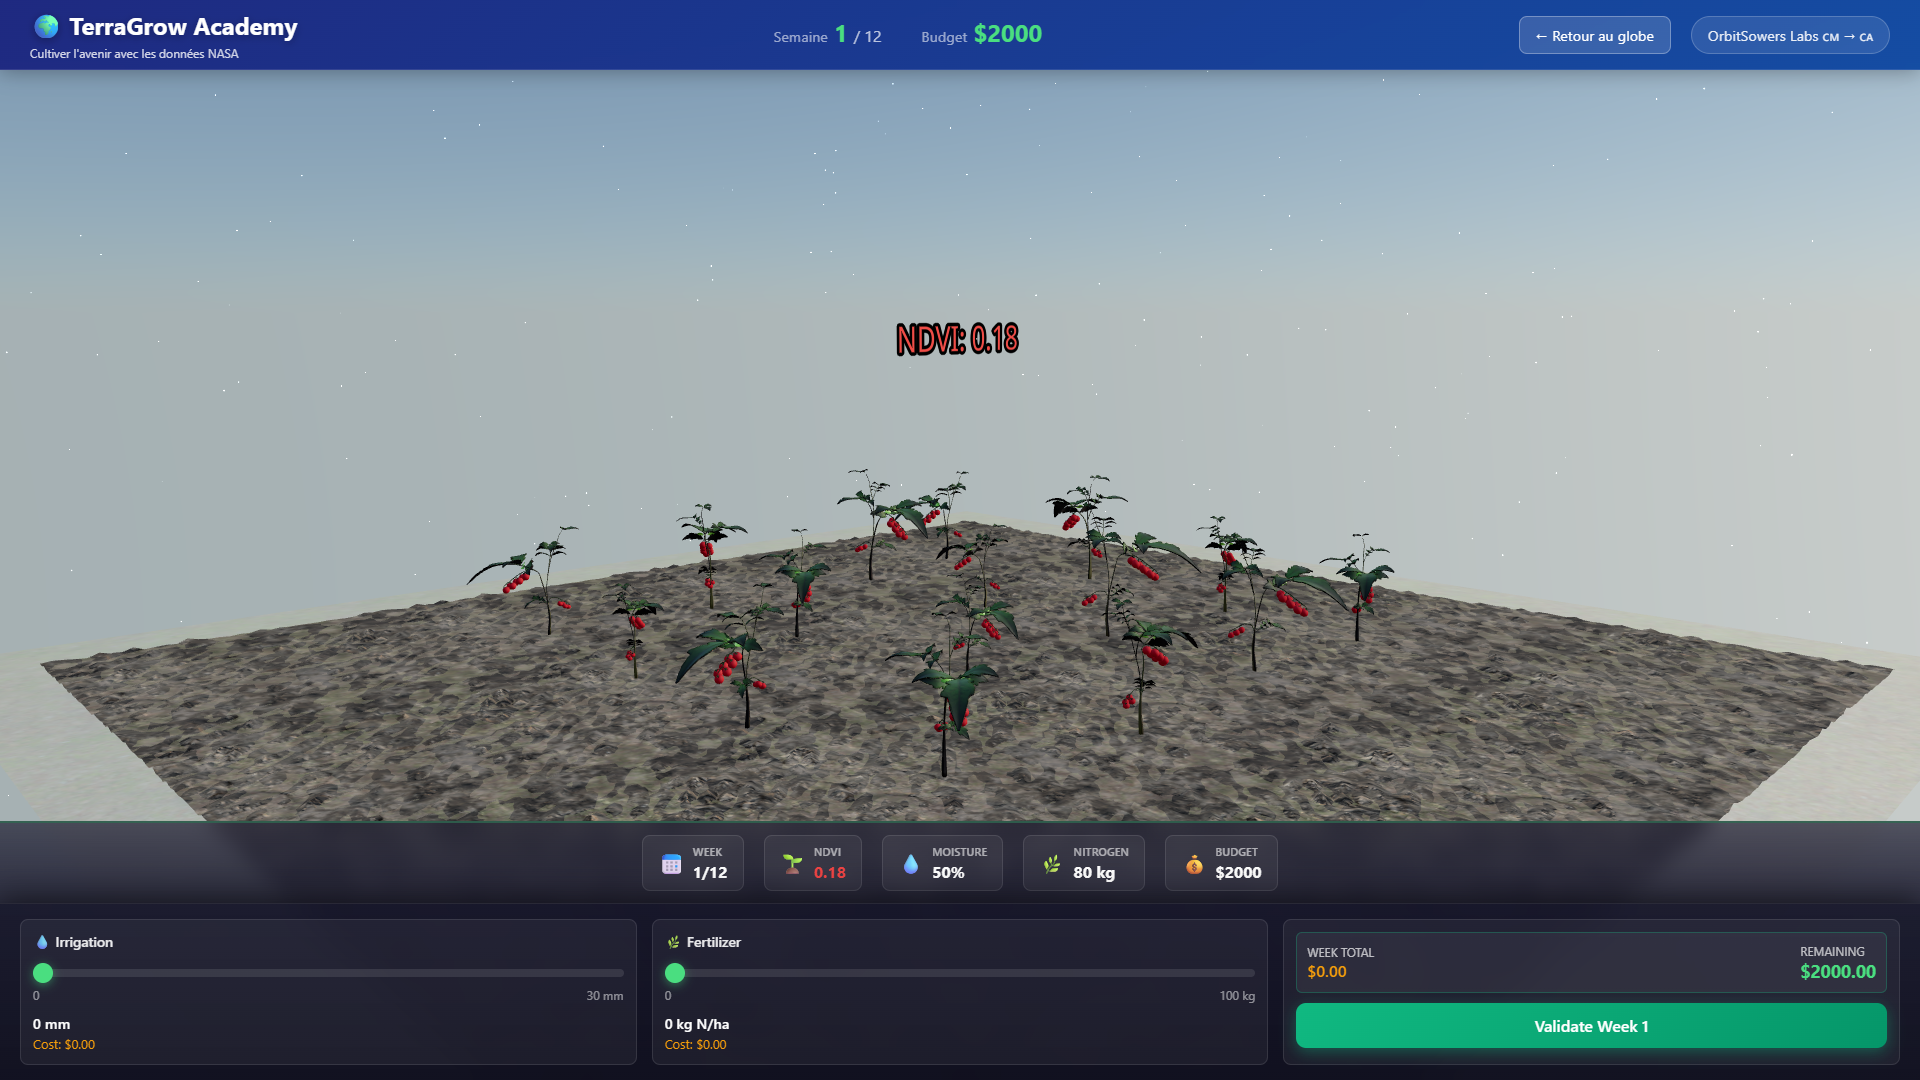 TerraGrow Academy
Cultiver l'avenir avec les données NASA
Semaine 1 / 12
Budget $2000
← Retour au globe
OrbitSowers Labs CM → CA
NDVI: 0.18
WEEK
1/12
NDVI
0.18
MOISTURE
50%
NITROGEN
80 kg
BUDGET
$2000
Irrigation
0 30 mm
0 mm
Cost: $0.00
Fertilizer
0 100 kg
0 kg N/ha
Cost: $0.00
WEEK TOTAL
$0.00
REMAINING
$2000.00
Validate Week 1